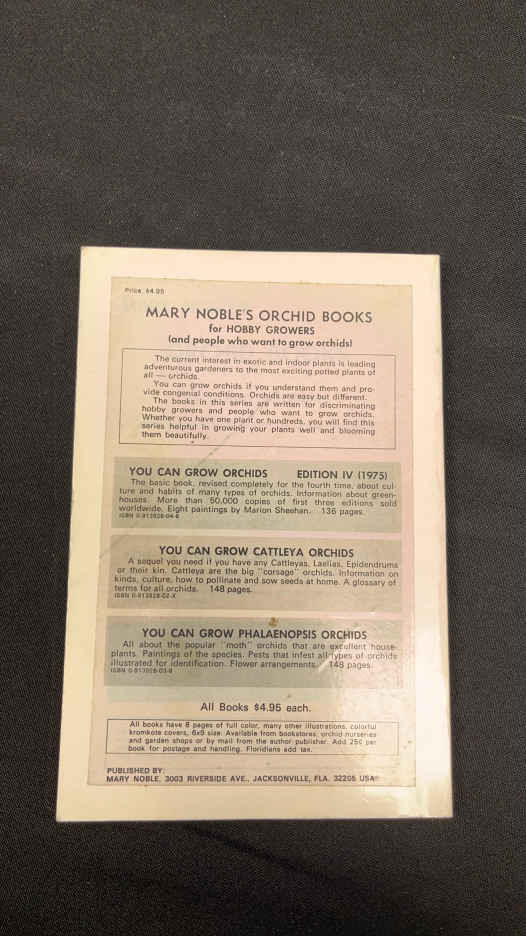 Price $4.95
MARY NOBLE'S ORCHID BOOKS
for HOBBY GROWERS
(and people who want to grow orchids)
The current interest in exotic and indoor plants is leading
adventurous gardeners to the most exciting potted plants of
all — orchids.
You can grow orchids if you understand them and pro-
vide congenial conditions. Orchids are easy but different.
The books in this series are written for discriminating
hobby growers and people who want to grow orchids.
Whether you have one plant or hundreds, you will find this
series helpful in growing your plants well and blooming
them beautifully.
YOU CAN GROW ORCHIDS EDITION IV (1975)
The basic book, revised completely for the fourth time, about cul-
ture and habits of many types of orchids. Information about green-
houses. More than 50,000 copies of first three editions sold
worldwide. Eight paintings by Marion Sheehan. 136 pages.
ISBN 0-913928-04-6
YOU CAN GROW CATTLEYA ORCHIDS
A sequel you need if you have any Cattleyas, Laelias, Epidendrums
or their kin. Cattleya are the big "corsage" orchids. Information on
kinds, culture, how to pollinate and sow seeds at home. A glossary of
terms for all orchids. 148 pages.
ISBN 0-913928-02-X
YOU CAN GROW PHALAENOPSIS ORCHIDS
All about the popular "moth" orchids that are excellent house-
plants. Paintings of the species. Pests that infest all types of orchids
illustrated for identification. Flower arrangements. 148 pages.
ISBN 0-913928-03-8
All Books $4.95 each.
All books have 8 pages of full color, many other illustrations, colorful
kromkote covers, 6x9 size. Available from bookstores, orchid nurseries
and garden shops or by mail from the author-publisher. Add 25¢ per
book for postage and handling. Floridians add tax.
PUBLISHED BY:
MARY NOBLE, 3003 RIVERSIDE AVE., JACKSONVILLE, FLA. 32205 USA